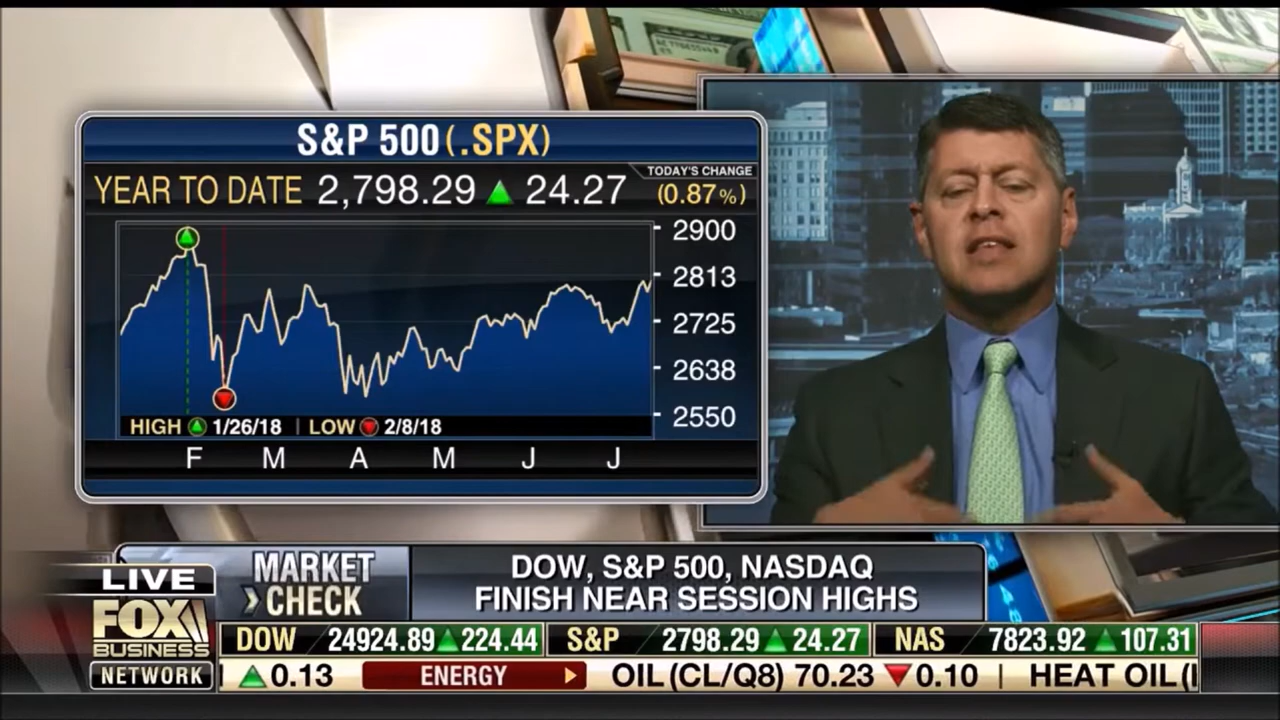 S&P 500 (.SPX)
YEAR TO DATE 2,798.29 ▲ 24.27
TODAY'S CHANGE
(0.87%)
2900
2813
2725
2638
2550
HIGH ▲ 1/26/18 | LOW ▼ 2/8/18
F M A M J J
LIVE
FOX
BUSINESS
NETWORK
MARKET
CHECK
DOW, S&P 500, NASDAQ
FINISH NEAR SESSION HIGHS
DOW 24924.89 ▲ 224.44 S&P 2798.29 ▲ 24.27 NAS 7823.92 ▲ 107.31
▲ 0.13 ENERGY OIL (CL/Q8) 70.23 ▼ 0.10 | HEAT OIL (